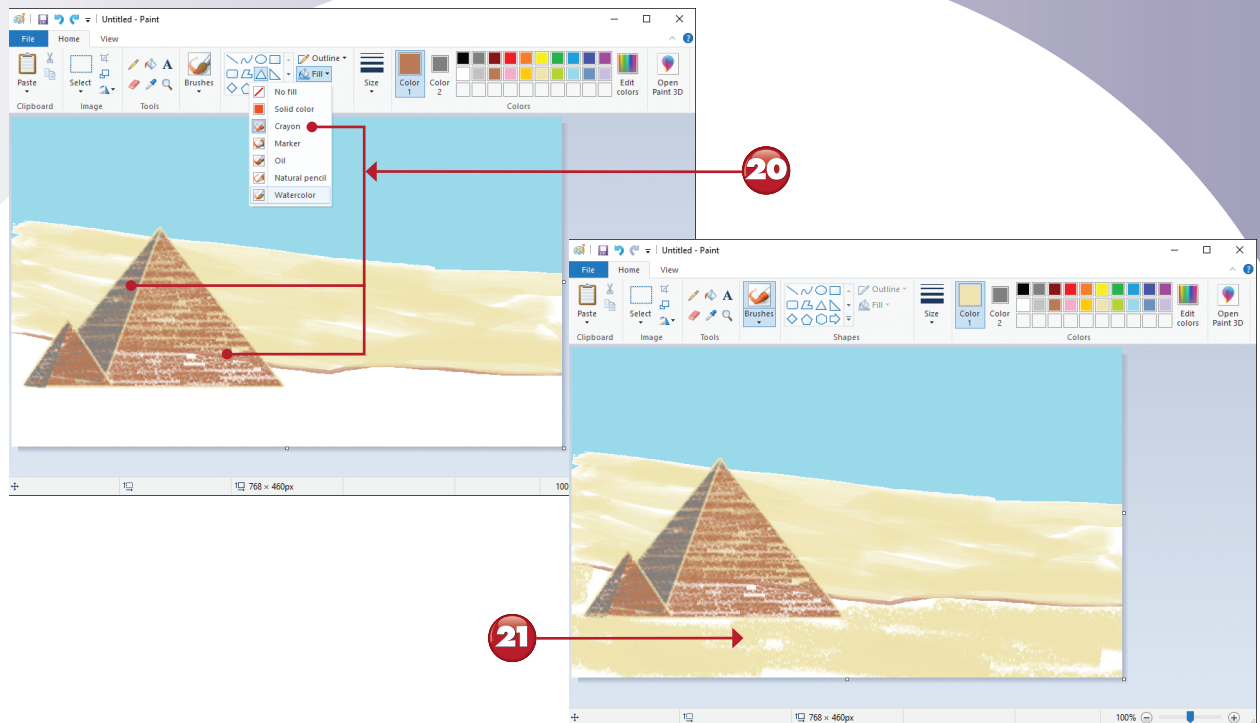 Untitled - Paint
File Home View
Paste
Select
A
Brushes
Outline
Fill
Size
Color 1
Color 2
Edit colors
Open Paint 3D
Clipboard Image Tools Colors
No fill
Solid color
Crayon
Marker
Oil
Natural pencil
Watercolor
20
768 × 460px
100
Untitled - Paint
File Home View
Paste
Select
A
Brushes
Outline
Fill
Size
Color 1
Color 2
Edit colors
Open Paint 3D
Clipboard Image Tools Shapes Colors
21
768 × 460px
100%